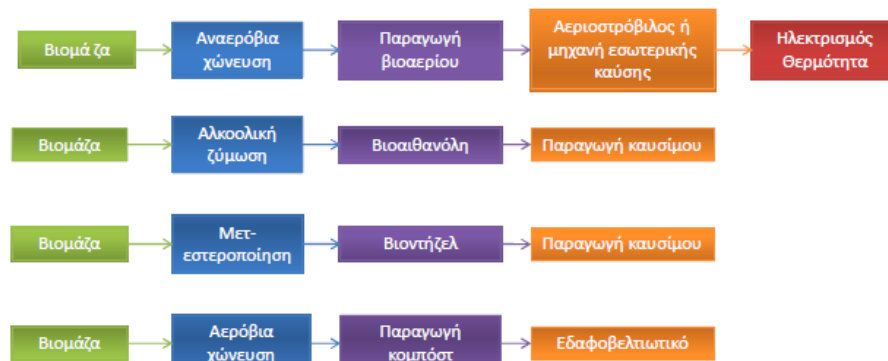 Βιομά ζα
Αναερόβια
χώνευση
Παραγωγή
βιοαερίου
Αεριοστρόβιλος ή
μηχανή εσωτερικής
καύσης
Ηλεκτρισμός
Θερμότητα
Βιομάζα
Αλκοολική
ζύμωση
Βιοαιθανόλη
Παραγωγή καυσίμου
Βιομάζα
Μετ-
εστεροποίηση
Βιοντήζελ
Παραγωγή καυσίμου
Βιομάζα
Αερόβια
χώνευση
Παραγωγή
κομπόστ
Εδαφοβελτιωτικό